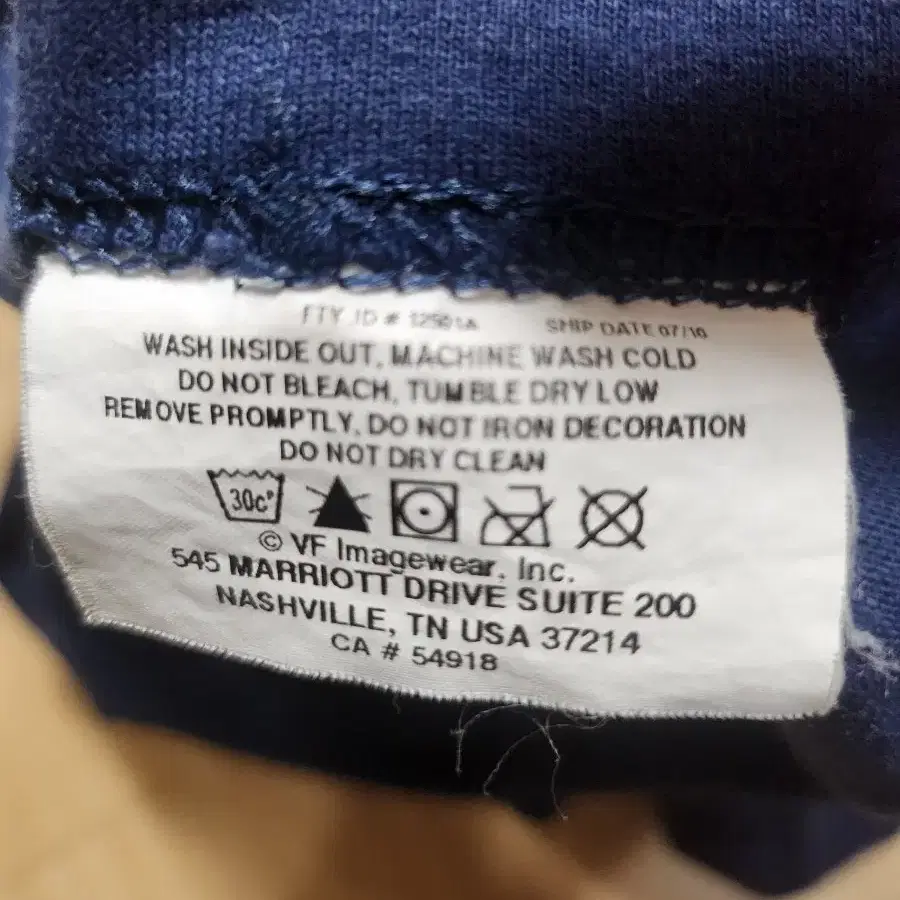 FTY ID # 12501A SHIP DATE 07/10
WASH INSIDE OUT, MACHINE WASH COLD
DO NOT BLEACH, TUMBLE DRY LOW
REMOVE PROMPTLY, DO NOT IRON DECORATION
DO NOT DRY CLEAN
30c°
© VF Imagewear, Inc.
545 MARRIOTT DRIVE SUITE 200
NASHVILLE, TN USA 37214
CA # 54918